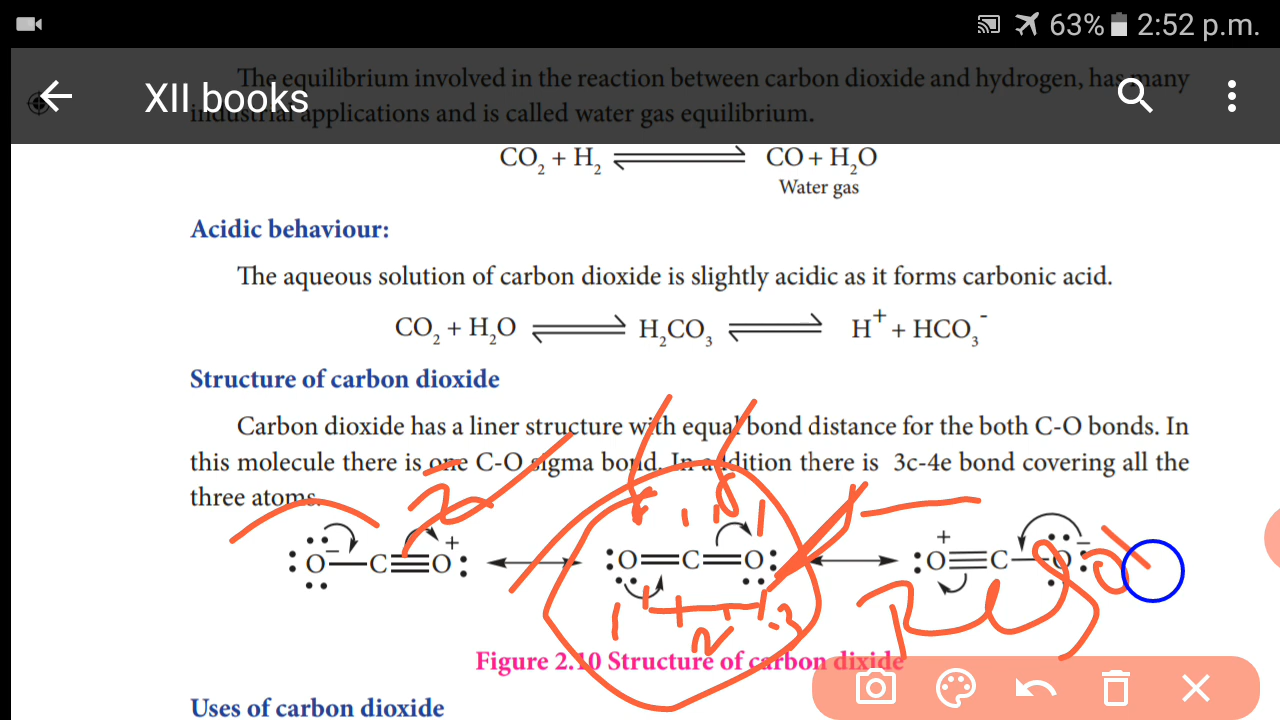 63% 2:52 p.m.
The equilibrium involved in the reaction between carbon dioxide and hydrogen, has many
XII books
industrial applications and is called water gas equilibrium.
CO₂ + H₂ ⇌ CO + H₂O
Water gas
Acidic behaviour:
The aqueous solution of carbon dioxide is slightly acidic as it forms carbonic acid.
CO₂ + H₂O ⇌ H₂CO₃ ⇌ H⁺ + HCO₃⁻
Structure of carbon dioxide
Carbon dioxide has a liner structure with equal bond distance for the both C-O bonds. In
this molecule there is one C-O sigma bond. In addition there is 3c-4e bond covering all the
three atoms.
2
:O⁻—C≡O⁺: ↔ :O=C=O: ↔ :O⁺≡C—O⁻:
1 2 3
Figure 2.10 Structure of carbon dixide
Uses of carbon dioxide